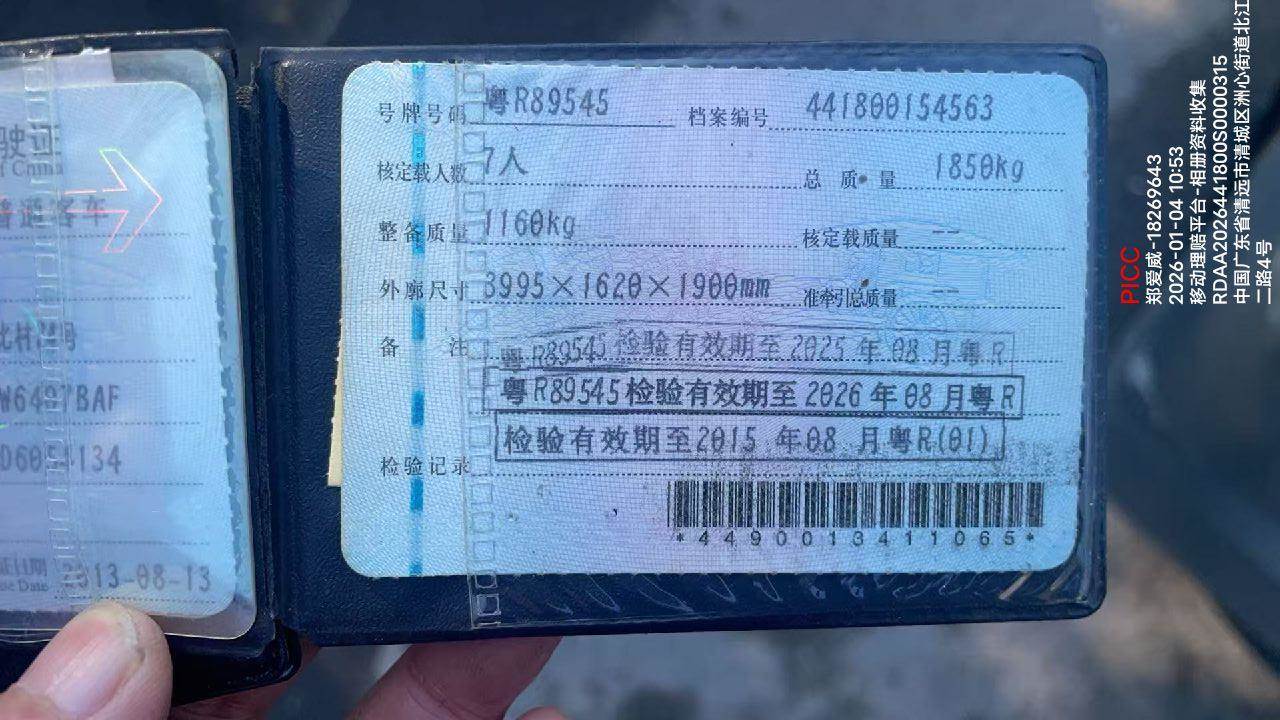 驶证
China
普通客车
W6497BAF
134
Date 2013-08-13
号牌号码 粤R89545 档案编号 441800154563
核定载人数 7人 总质量 1850kg
整备质量 1160kg 核定载质量 --
外廓尺寸 3995×1620×1900mm 准牵引总质量 --
备注 粤R89545检验有效期至2025年08月粤R
粤R89545检验有效期至2026年08月粤R
检验有效期至2015年08月粤R(01)
检验记录
*4490013411065*
PICC
郑爱威-18269643
2026-01-04 10:53
移动理赔平台-相册资料收集
RDAA2026441800S0000315
中国广东省清远市清城区洲心街道北江
二路4号